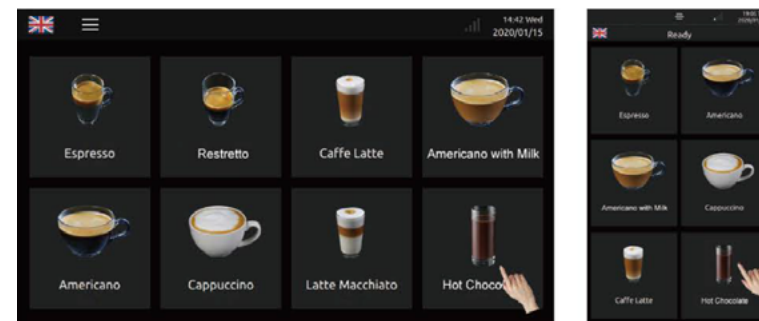 14:42 Wed
2020/01/15
Espresso
Restretto
Caffe Latte
Americano with Milk
Americano
Cappuccino
Latte Macchiato
Hot Choco
Ready
Espresso
Americano
Americano with Milk
Cappuccino
Caffe Latte
Hot Chocolate